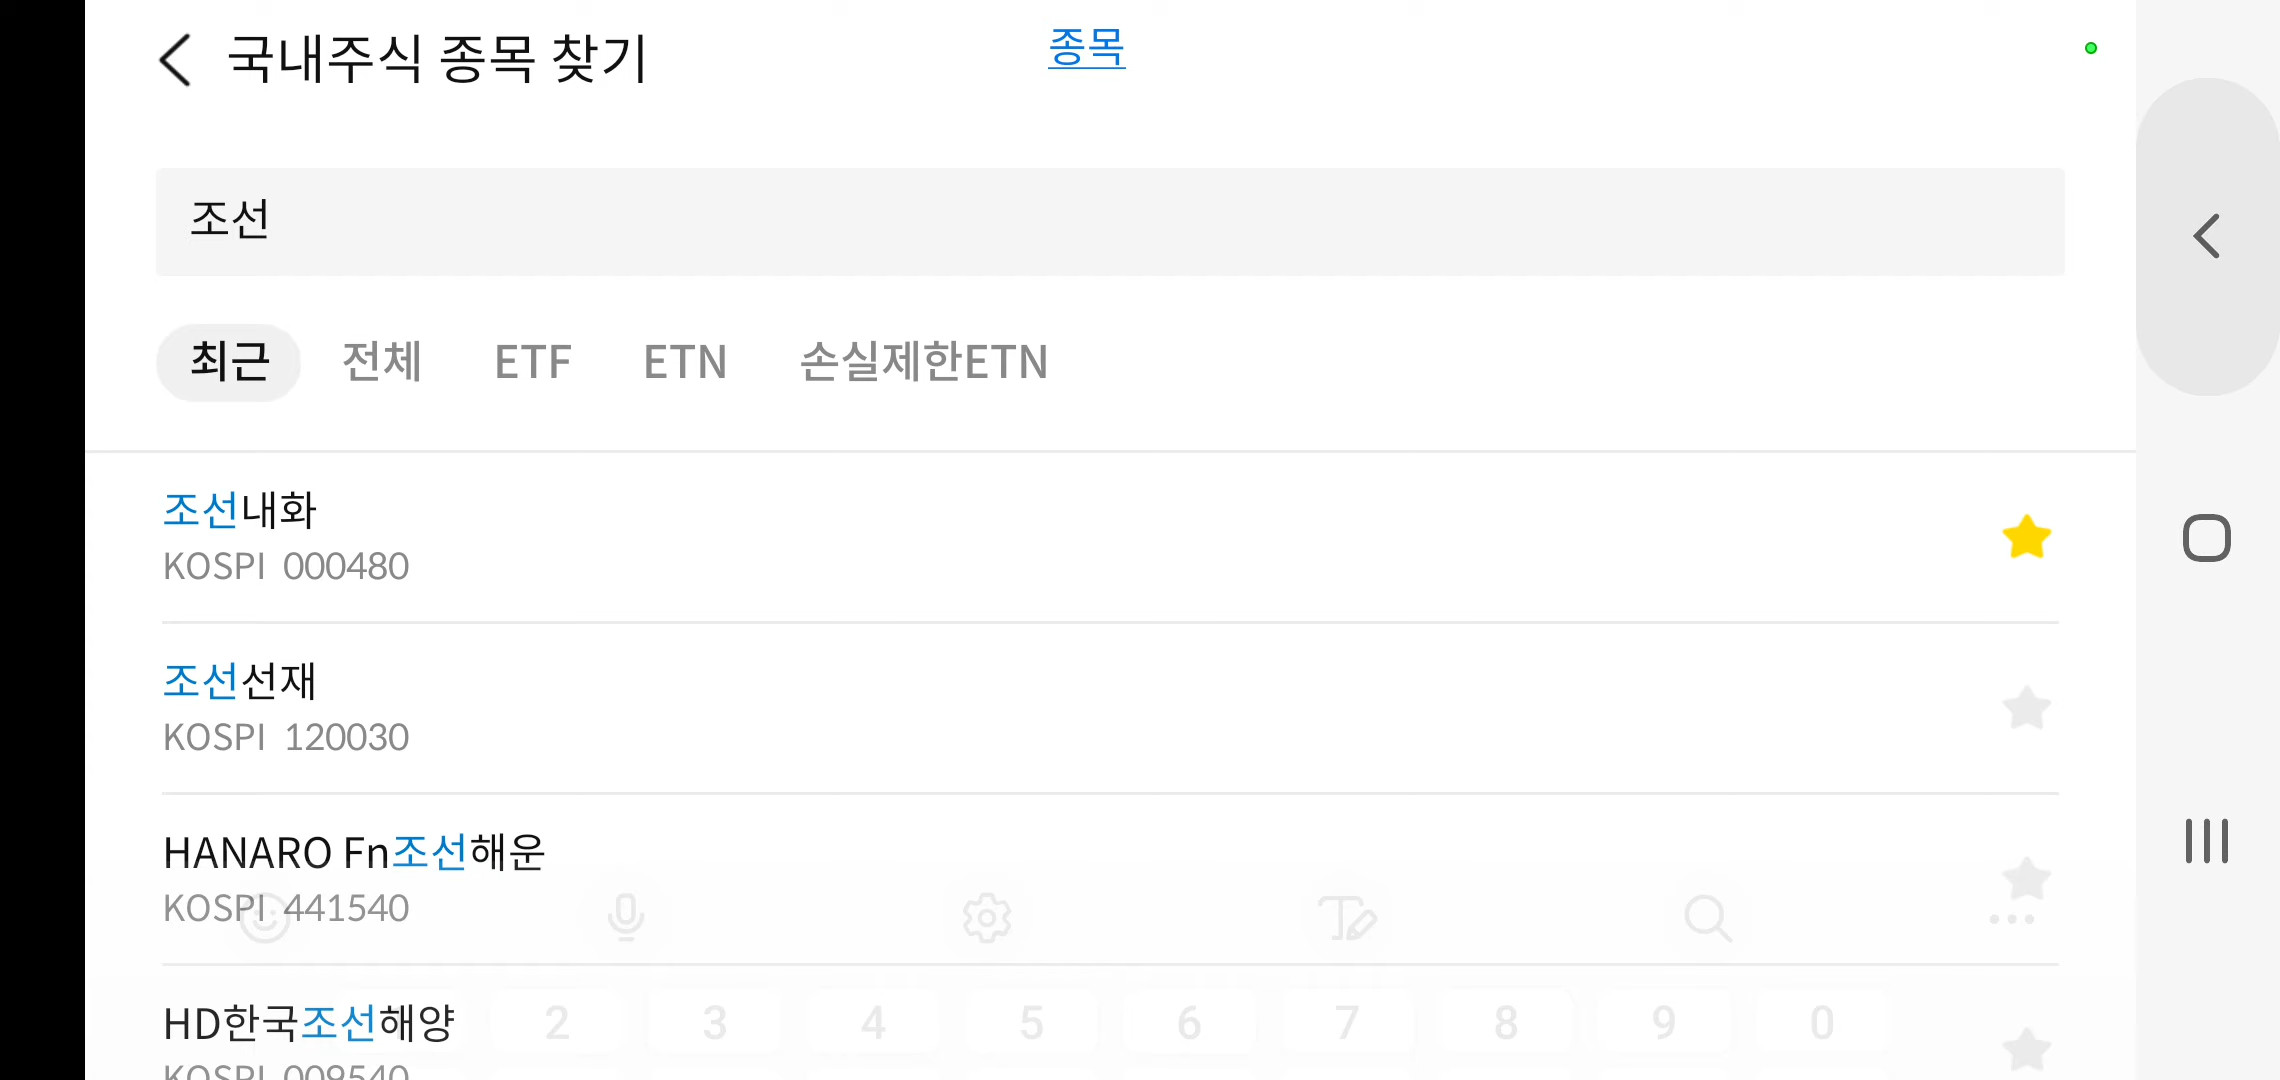 국내주식 종목 찾기
종목
조선
최근 전체 ETF ETN 손실제한ETN
조선내화
KOSPI 000480
조선선재
KOSPI 120030
HANARO Fn조선해운
KOSPI 441540
HD한국조선해양
2 3 4 5 6 7 8 9 0
KOSPI 009540